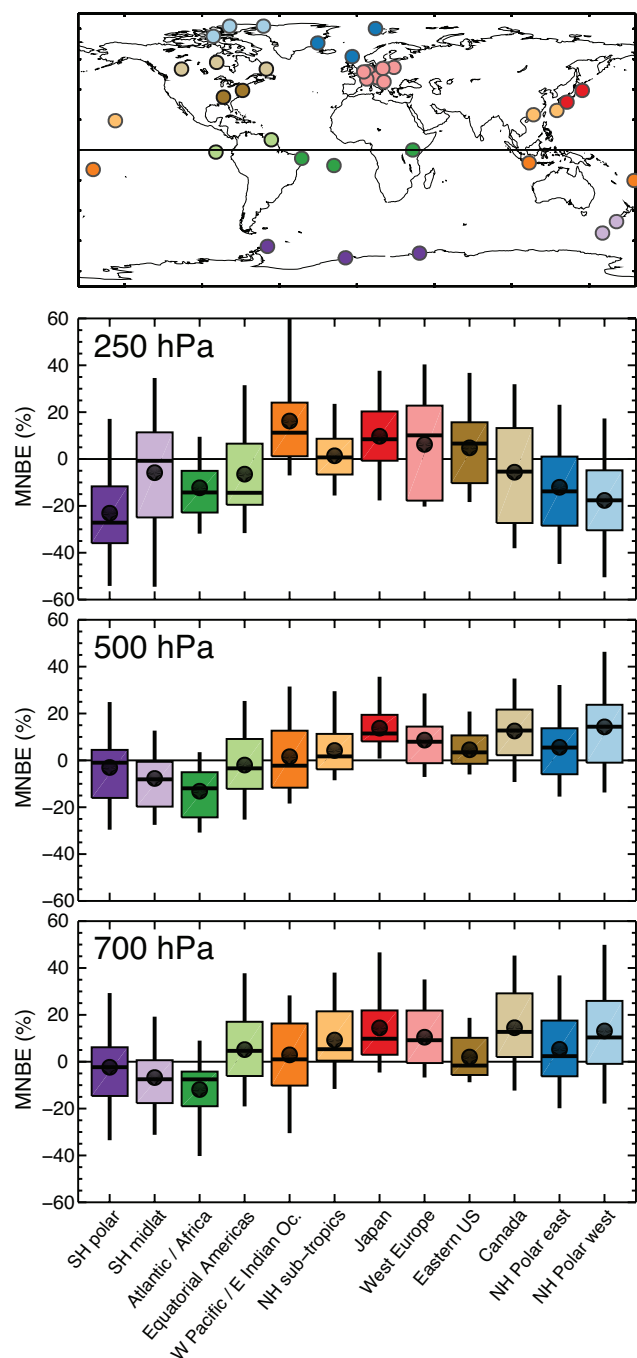 250 hPa
MNBE (%)
60
40
20
0
−20
−40
−60
500 hPa
MNBE (%)
60
40
20
0
−20
−40
−60
700 hPa
MNBE (%)
60
40
20
0
−20
−40
−60
SH polar
SH midlat
Atlantic / Africa
Equatorial Americas
W Pacific / E Indian Oc.
NH sub−tropics
Japan
West Europe
Eastern US
Canada
NH Polar east
NH Polar west